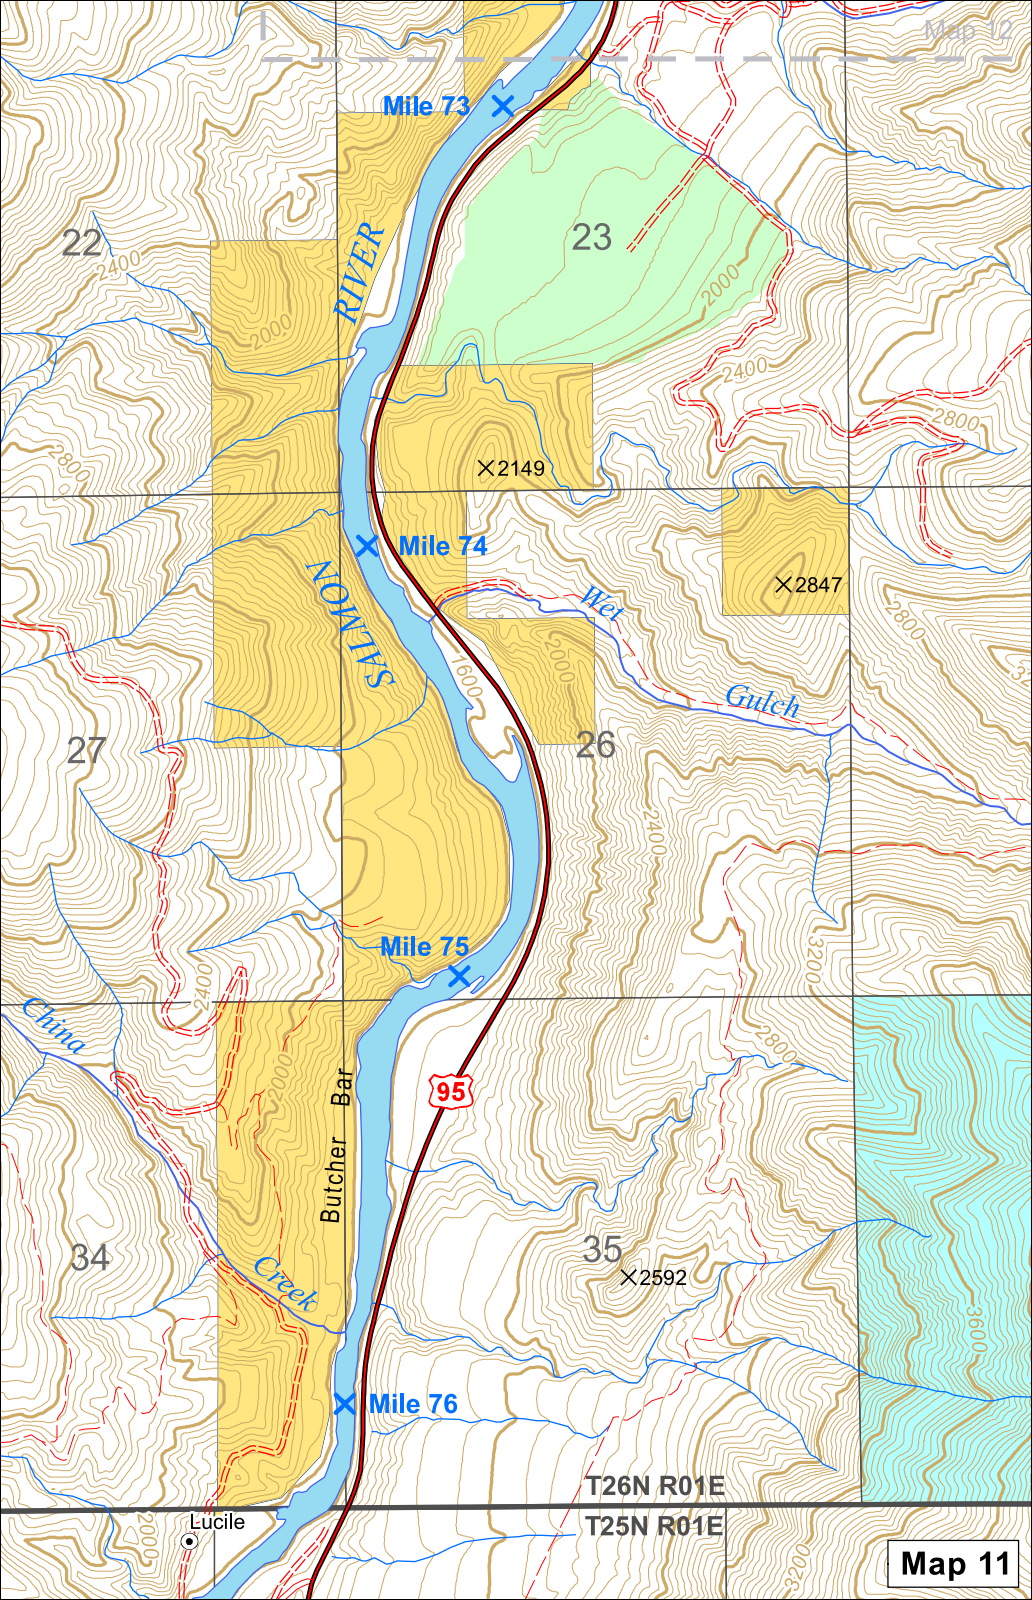 Map 12
Mile 73
22
23
2400
RIVER
2000
2000
2400
2800
2800
2149
Mile 74
2847
Wet
SALMON
2800
1600
2000
Gulch
27
26
2400
Mile 75
3200
2400
China
2800
2000
95
Butcher Bar
34
35
2592
Creek
3600
Mile 76
T26N R01E
Lucile
T25N R01E
2000
3200
Map 11